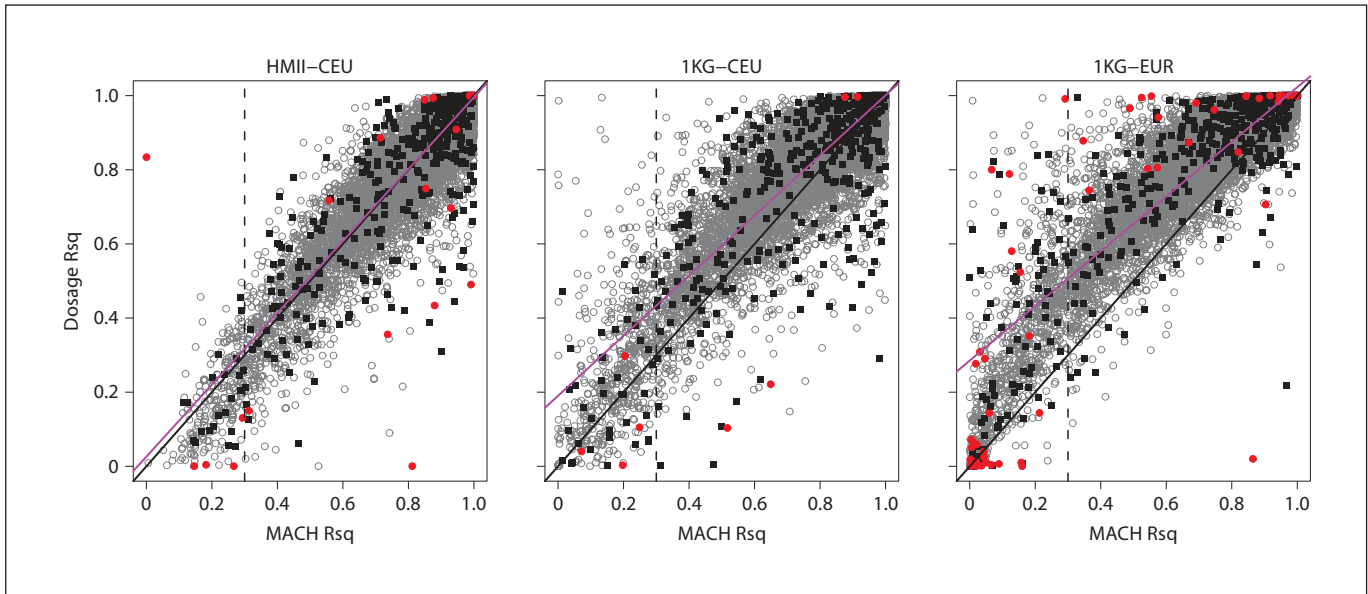 HMII–CEU
1KG–CEU
1KG–EUR
Dosage Rsq
1.0
0.8
0.6
0.4
0.2
0
0 0.2 0.4 0.6 0.8 1.0
0 0.2 0.4 0.6 0.8 1.0
0 0.2 0.4 0.6 0.8 1.0
MACH Rsq
MACH Rsq
MACH Rsq